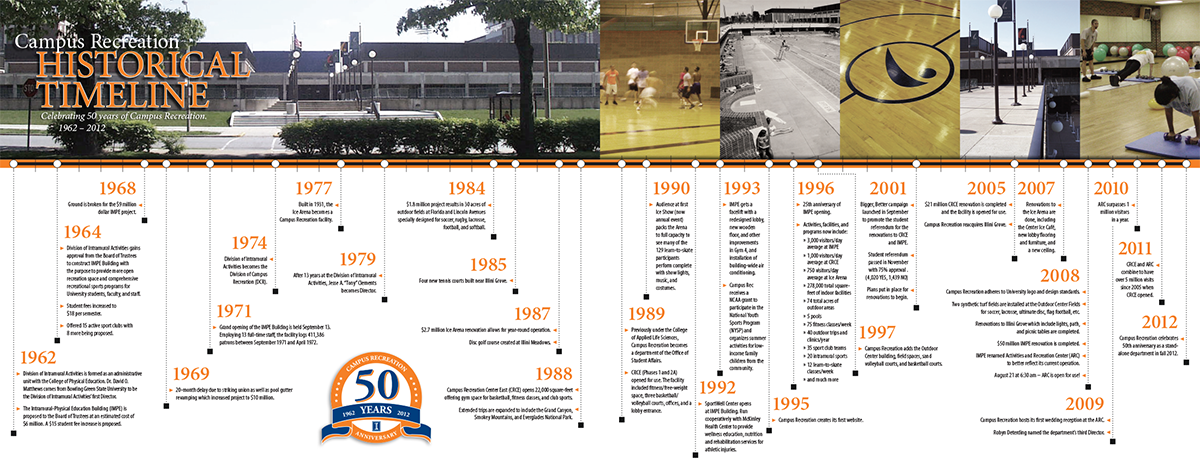 Campus Recreation
HISTORICAL
TIMELINE
Celebrating 50 years of Campus Recreation.
1962 – 2012
1962
Division of Intramural Activities is formed as an administrative
unit with the College of Physical Education. Dr. David O.
Matthews comes from Bowling Green State University to be
the Division of Intramural Activities' first Director.
The Intramural-Physical Education Building (IMPE) is
proposed to the Board of Trustees at an estimated cost of
$6 million. A $15 student fee increase is proposed.
1964
Division of Intramural Activities gains
approval from the Board of Trustees
to construct IMPE Building with
the purpose to provide more open
recreation space and comprehensive
recreational sports programs for
University students, faculty, and staff.
Student fees increased to
$18 per semester.
Offered 15 active sport clubs with
8 more being proposed.
1968
Ground is broken for the $9 million
dollar IMPE project.
1969
20-month delay due to striking union as well as pool gutter
revamping which increased project to $10 million.
1971
Grand opening of the IMPE Building is held September 13.
Employing 13 full-time staff, the facility logs 411,586
patrons between September 1971 and April 1972.
1974
Division of Intramural
Activities becomes the
Division of Campus
Recreation (DCR).
1977
Built in 1931, the
Ice Arena becomes a
Campus Recreation facility.
1979
After 15 years at the Division of Intramural
Activities, Jesse A. "Tony" Clements
becomes Director.
CAMPUS RECREATION
50
1962 YEARS 2012
I
ANNIVERSARY
1984
$1.8 million project results in 30 acres of
outdoor fields at Florida and Lincoln Avenues
specially designed for soccer, rugby, lacrosse,
football, and softball.
1985
Four new tennis courts built near Illini Grove.
1987
$2.7 million Ice Arena renovation allows for year-round operation.
Disc golf course created at Illini Meadows.
1988
Campus Recreation Center East (CRCE) opens 22,000 square-feet
offering gym space for basketball, fitness classes, and club sports.
Extended trips are expanded to include the Grand Canyon,
Smokey Mountains, and Everglades National Park.
1989
Previously under the College
of Applied Life Sciences,
Campus Recreation becomes
a department of the Office of
Student Affairs.
CRCE (Phases 1 and 2A)
opened for use. The facility
included fitness/free-weight
space, three basketball/
volleyball courts, offices, and a
lobby entrance.
1990
Audience at first
Ice Show (now
annual event)
packs the Arena
to full capacity to
see many of the
129 learn-to-skate
participants
perform complete
with show lights,
music, and
costumes.
1992
SportWell Center opens
at IMPE Building. Run
cooperatively with McKinley
Health Center to provide
wellness education, nutrition
and rehabilitation services for
athletic injuries.
1993
IMPE gets a
facelift with a
redesigned lobby,
new wooden
floor, and other
improvements
in Gym 4, and
installation of
building-wide air
conditioning.
Campus Rec
receives a
NCAA grant to
participate in the
National Youth
Sports Program
(NYSP) and
organizes summer
activities for low-
income family
children from the
community.
1995
Campus Recreation creates its first website.
1996
25th anniversary of
IMPE opening.
Activities, facilities, and
programs now include:
• 3,000 visitors/day
average at IMPE
• 1,000 visitors/day
average at CRCE
• 750 visitors/day
average at Ice Arena
• 278,000 total square-
feet of indoor facilities
• 74 total acres of
outdoor areas
• 5 pools
• 75 fitness classes/week
• 40 outdoor trips and
clinics/year
• 35 sport club teams
• 20 intramural sports
• 12 learn-to-skate
classes/week
• and much more
1997
Campus Recreation adds the Outdoor
Center building, field spaces, sand
volleyball courts, and basketball courts.
2001
Bigger, Better campaign
launched in September
to promote the student
referendum for the
renovations to CRCE
and IMPE.
Student referendum
passed in November
with 75% approval.
(4,020 YES, 1,439 NO)
Plans put in place for
renovations to begin.
2005
$21 million CRCE renovation is completed
and the facility is opened for use.
Campus Recreation reacquires Illini Grove.
2007
Renovations to
the Ice Arena are
done, including
the Center Ice Café,
new lobby flooring
and furniture, and
a new ceiling.
2008
Campus Recreation adheres to University logo and design standards.
Two synthetic turf fields are installed at the Outdoor Center Fields
for soccer, lacrosse, ultimate disc, flag football, etc.
Renovations to Illini Grove which include lights, path,
and picnic tables are completed.
$50 million IMPE renovation is completed.
IMPE renamed Activities and Recreation Center (ARC)
to better reflect its current operation.
August 21 at 6:30 am – ARC is open for use!
2009
Campus Recreation hosts its first wedding reception at the ARC.
Robyn Deterding named the department's third Director.
2010
ARC surpasses 1
million visitors
in a year.
2011
CRCE and ARC
combine to have
over 5 million visits
since 2005 when
CRCE opened.
2012
Campus Recreation celebrates
50th anniversary as a stand-
alone department in fall 2012.